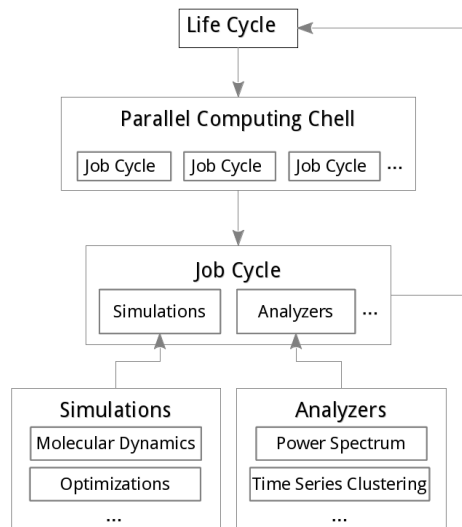 Life Cycle
Parallel Computing Chell
Job Cycle Job Cycle Job Cycle ...
Job Cycle
Simulations Analyzers ...
Simulations
Molecular Dynamics
Optimizations
...
Analyzers
Power Spectrum
Time Series Clustering
...